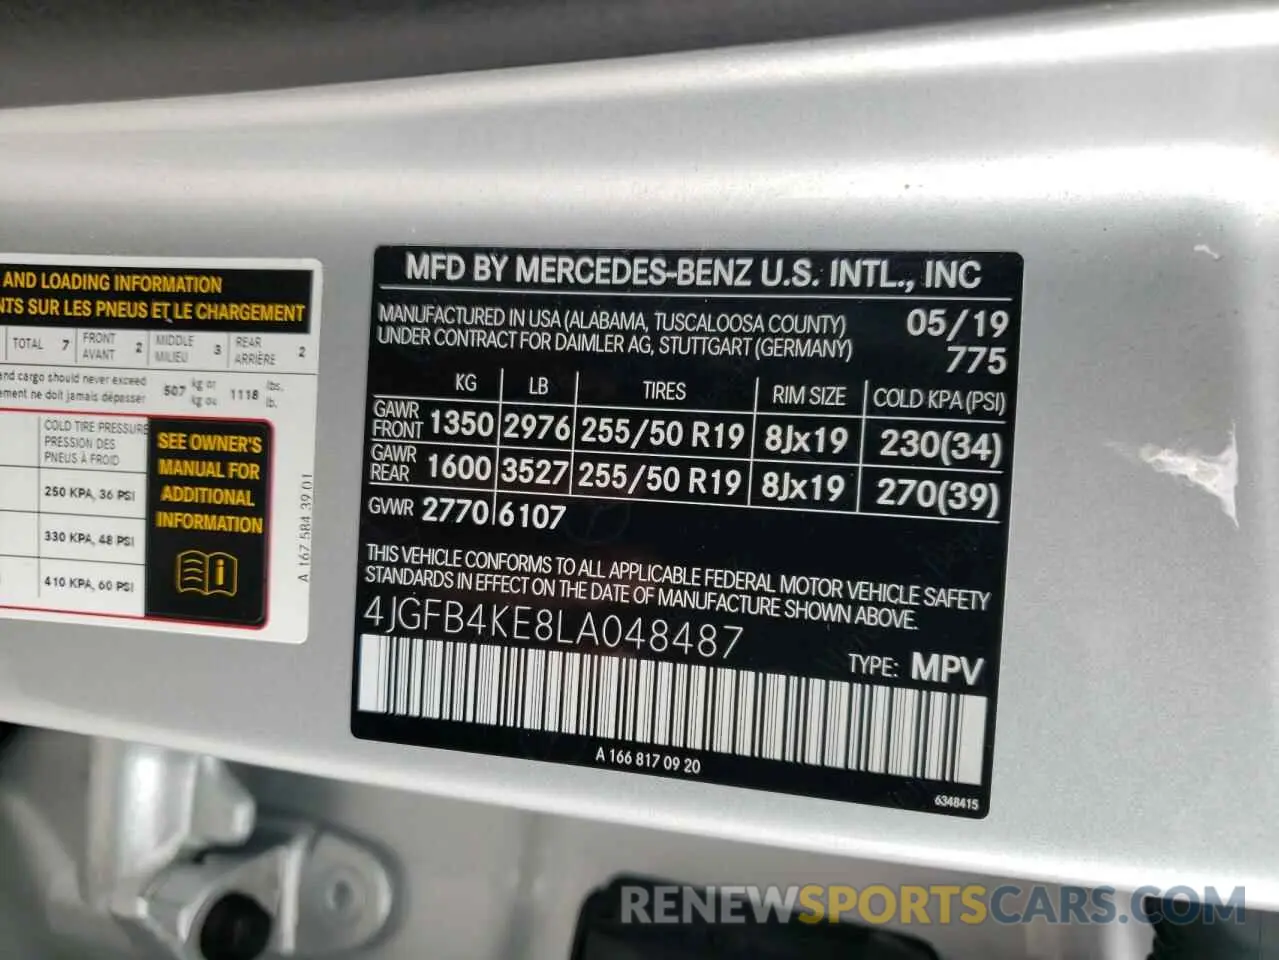 AND LOADING INFORMATION
NTS SUR LES PNEUS ET LE CHARGEMENT
TOTAL 7 FRONT AVANT 2 MIDDLE MILIEU 3 REAR ARRIÈRE 2
and cargo should never exceed
ement ne doit jamais dépasser
507 kg or kg ou 1118 lbs. lb.
COLD TIRE PRESSURE
PRESSION DES
PNEUS À FROID
250 KPA, 36 PSI
330 KPA, 48 PSI
410 KPA, 60 PSI
SEE OWNER'S
MANUAL FOR
ADDITIONAL
INFORMATION
A 167 584 39 01
MFD BY MERCEDES-BENZ U.S. INTL., INC
MANUFACTURED IN USA (ALABAMA, TUSCALOOSA COUNTY)
UNDER CONTRACT FOR DAIMLER AG, STUTTGART (GERMANY)
05/19
775
KG LB TIRES RIM SIZE COLD KPA (PSI)
GAWR FRONT 1350 2976 255/50 R19 8Jx19 230(34)
GAWR REAR 1600 3527 255/50 R19 8Jx19 270(39)
GVWR 2770 6107
THIS VEHICLE CONFORMS TO ALL APPLICABLE FEDERAL MOTOR VEHICLE SAFETY
STANDARDS IN EFFECT ON THE DATE OF MANUFACTURE SHOWN ABOVE.
4JGFB4KE8LA048487
TYPE: MPV
A 166 817 09 20
6348415
RENEWSPORTSCARS.COM